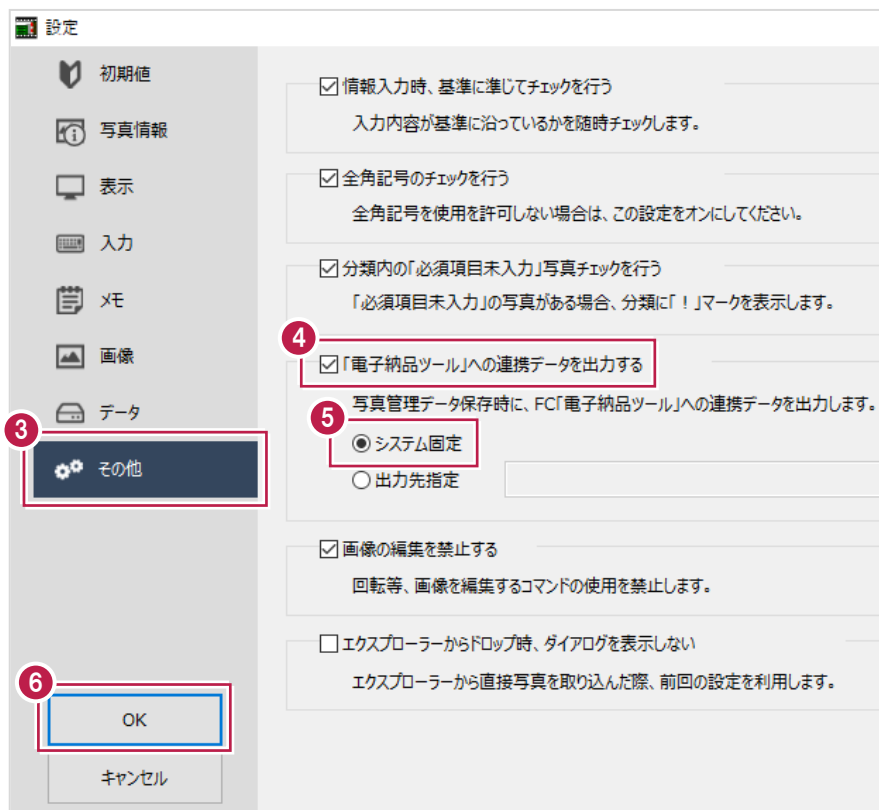 設定
初期値
写真情報
表示
入力
メモ
画像
データ
3
その他
6
OK
キャンセル
情報入力時、基準に準じてチェックを行う
入力内容が基準に沿っているかを随時チェックします。
全角記号のチェックを行う
全角記号を使用を許可しない場合は、この設定をオンにしてください。
分類内の「必須項目未入力」写真チェックを行う
「必須項目未入力」の写真がある場合、分類に「！」マークを表示します。
4
「電子納品ツール」への連携データを出力する
写真管理データ保存時に、FC「電子納品ツール」への連携データを出力します。
5
システム固定
出力先指定
画像の編集を禁止する
回転等、画像を編集するコマンドの使用を禁止します。
エクスプローラーからドロップ時、ダイアログを表示しない
エクスプローラーから直接写真を取り込んだ際、前回の設定を利用します。